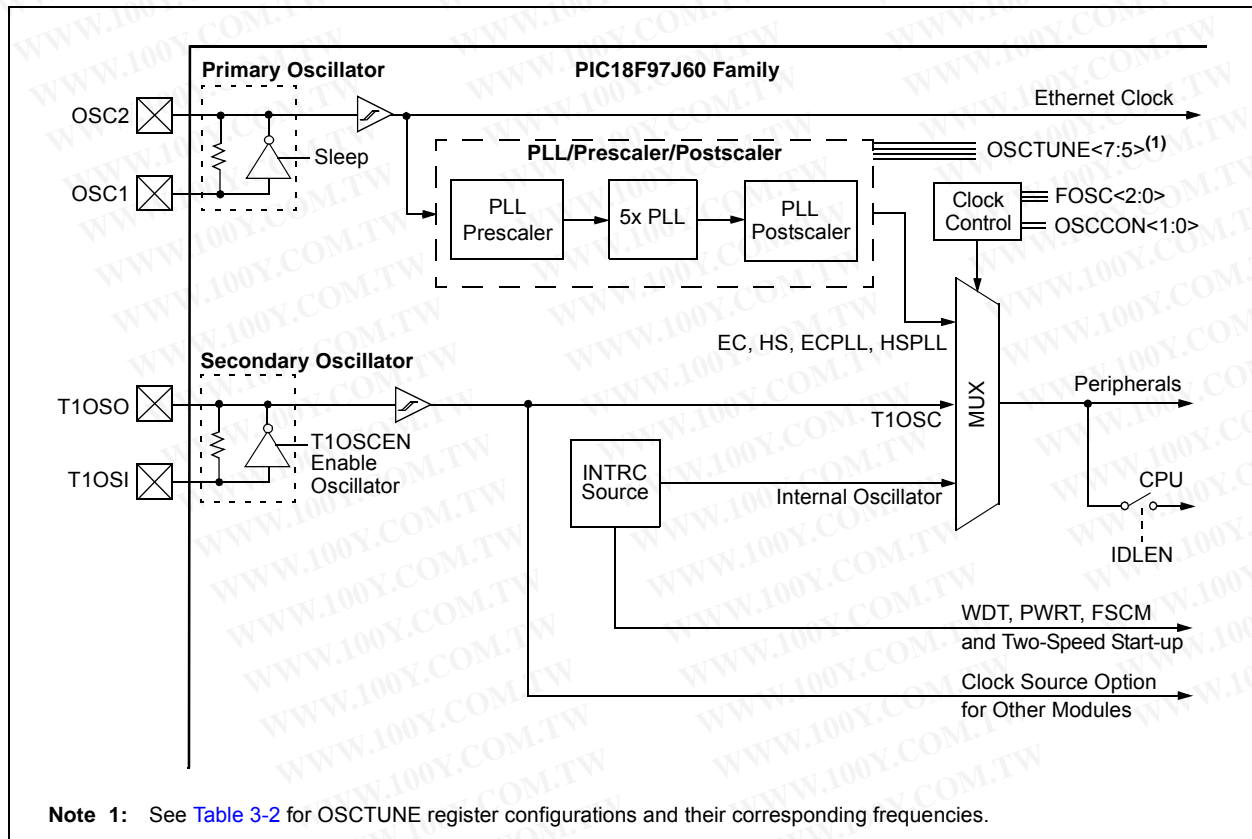 Primary Oscillator
PIC18F97J60 Family
OSC2
OSC1
Sleep
Ethernet Clock
PLL/Prescaler/Postscaler
OSCTUNE<7:5>(1)
PLL
Prescaler
5x PLL
PLL
Postscaler
Clock
Control
FOSC<2:0>
OSCCON<1:0>
EC, HS, ECPLL, HSPLL
Secondary Oscillator
T1OSO
T1OSI
T1OSCEN
Enable
Oscillator
T1OSC
MUX
Peripherals
INTRC
Source
Internal Oscillator
CPU
IDLEN
WDT, PWRT, FSCM
and Two-Speed Start-up
Clock Source Option
for Other Modules
Note 1: See Table 3-2 for OSCTUNE register configurations and their corresponding frequencies.
WWW.100Y.COM.TW